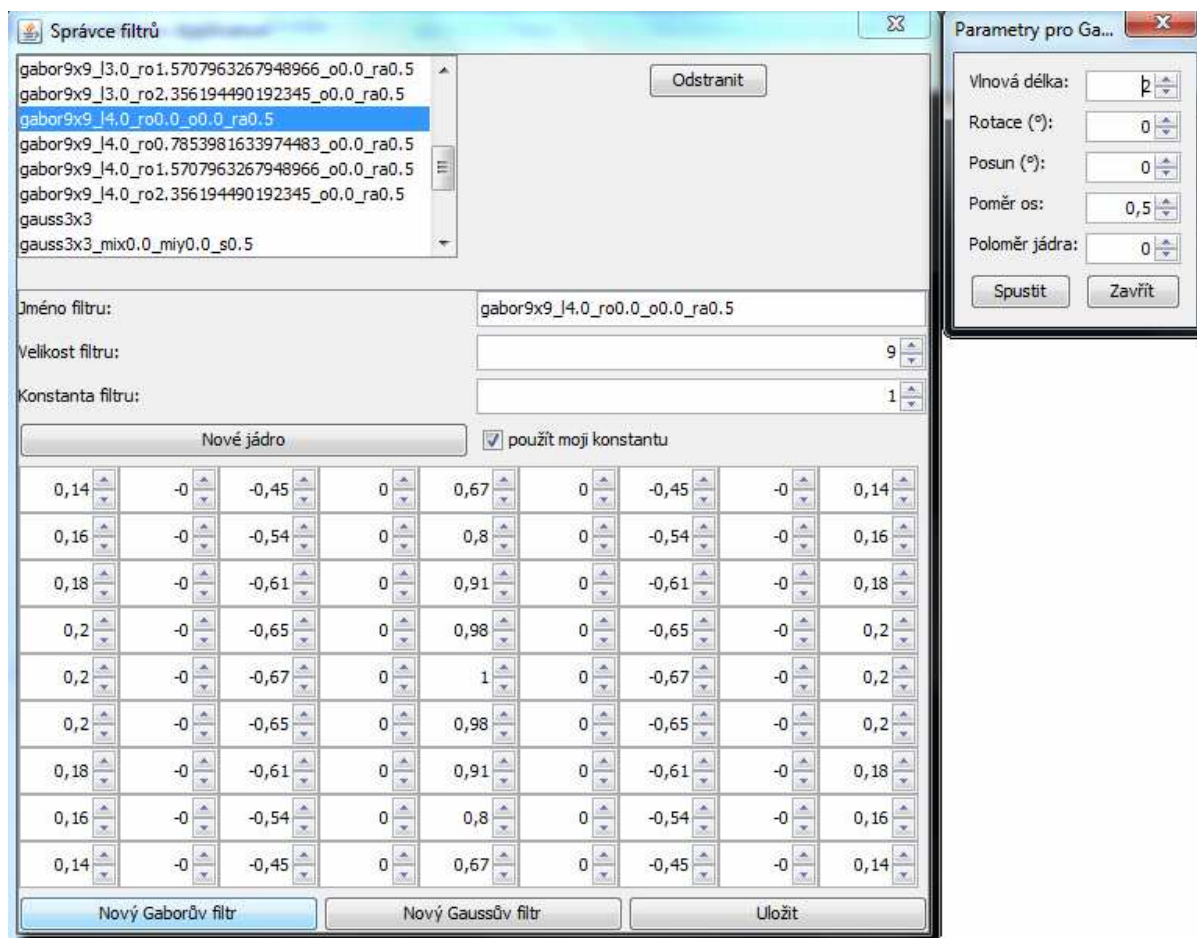 Správce filtrů
gabor9x9_l3.0_ro1.5707963267948966_o0.0_ra0.5
gabor9x9_l3.0_ro2.356194490192345_o0.0_ra0.5
gabor9x9_l4.0_ro0.0_o0.0_ra0.5
gabor9x9_l4.0_ro0.7853981633974483_o0.0_ra0.5
gabor9x9_l4.0_ro1.5707963267948966_o0.0_ra0.5
gabor9x9_l4.0_ro2.356194490192345_o0.0_ra0.5
gauss3x3
gauss3x3_mix0.0_miy0.0_s0.5
Odstranit
Jméno filtru: gabor9x9_l4.0_ro0.0_o0.0_ra0.5
Velikost filtru: 9
Konstanta filtru: 1
Nové jádro použít moji konstantu
0,14 -0 -0,45 0 0,67 0 -0,45 -0 0,14
0,16 -0 -0,54 0 0,8 0 -0,54 -0 0,16
0,18 -0 -0,61 0 0,91 0 -0,61 -0 0,18
0,2 -0 -0,65 0 0,98 0 -0,65 -0 0,2
0,2 -0 -0,67 0 1 0 -0,67 -0 0,2
0,2 -0 -0,65 0 0,98 0 -0,65 -0 0,2
0,18 -0 -0,61 0 0,91 0 -0,61 -0 0,18
0,16 -0 -0,54 0 0,8 0 -0,54 -0 0,16
0,14 -0 -0,45 0 0,67 0 -0,45 -0 0,14
Nový Gaborův filtr Nový Gaussův filtr Uložit
Parametry pro Ga...
Vlnová délka: 2
Rotace (°): 0
Posun (°): 0
Poměr os: 0,5
Poloměr jádra: 0
Spustit Zavřít